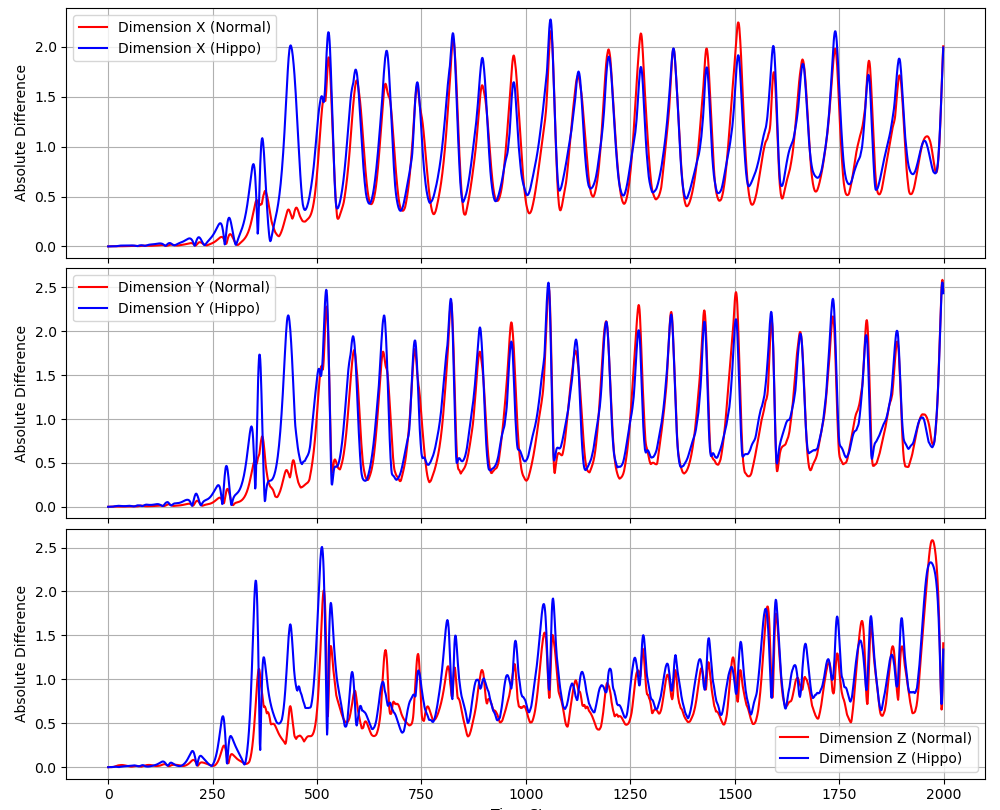 Dimension X (Normal)
Dimension X (Hippo)
Absolute Difference
2.0
1.5
1.0
0.5
0.0
Dimension Y (Normal)
Dimension Y (Hippo)
Absolute Difference
2.5
2.0
1.5
1.0
0.5
0.0
Absolute Difference
2.5
2.0
1.5
1.0
0.5
0.0
Dimension Z (Normal)
Dimension Z (Hippo)
0 250 500 750 1000 1250 1500 1750 2000